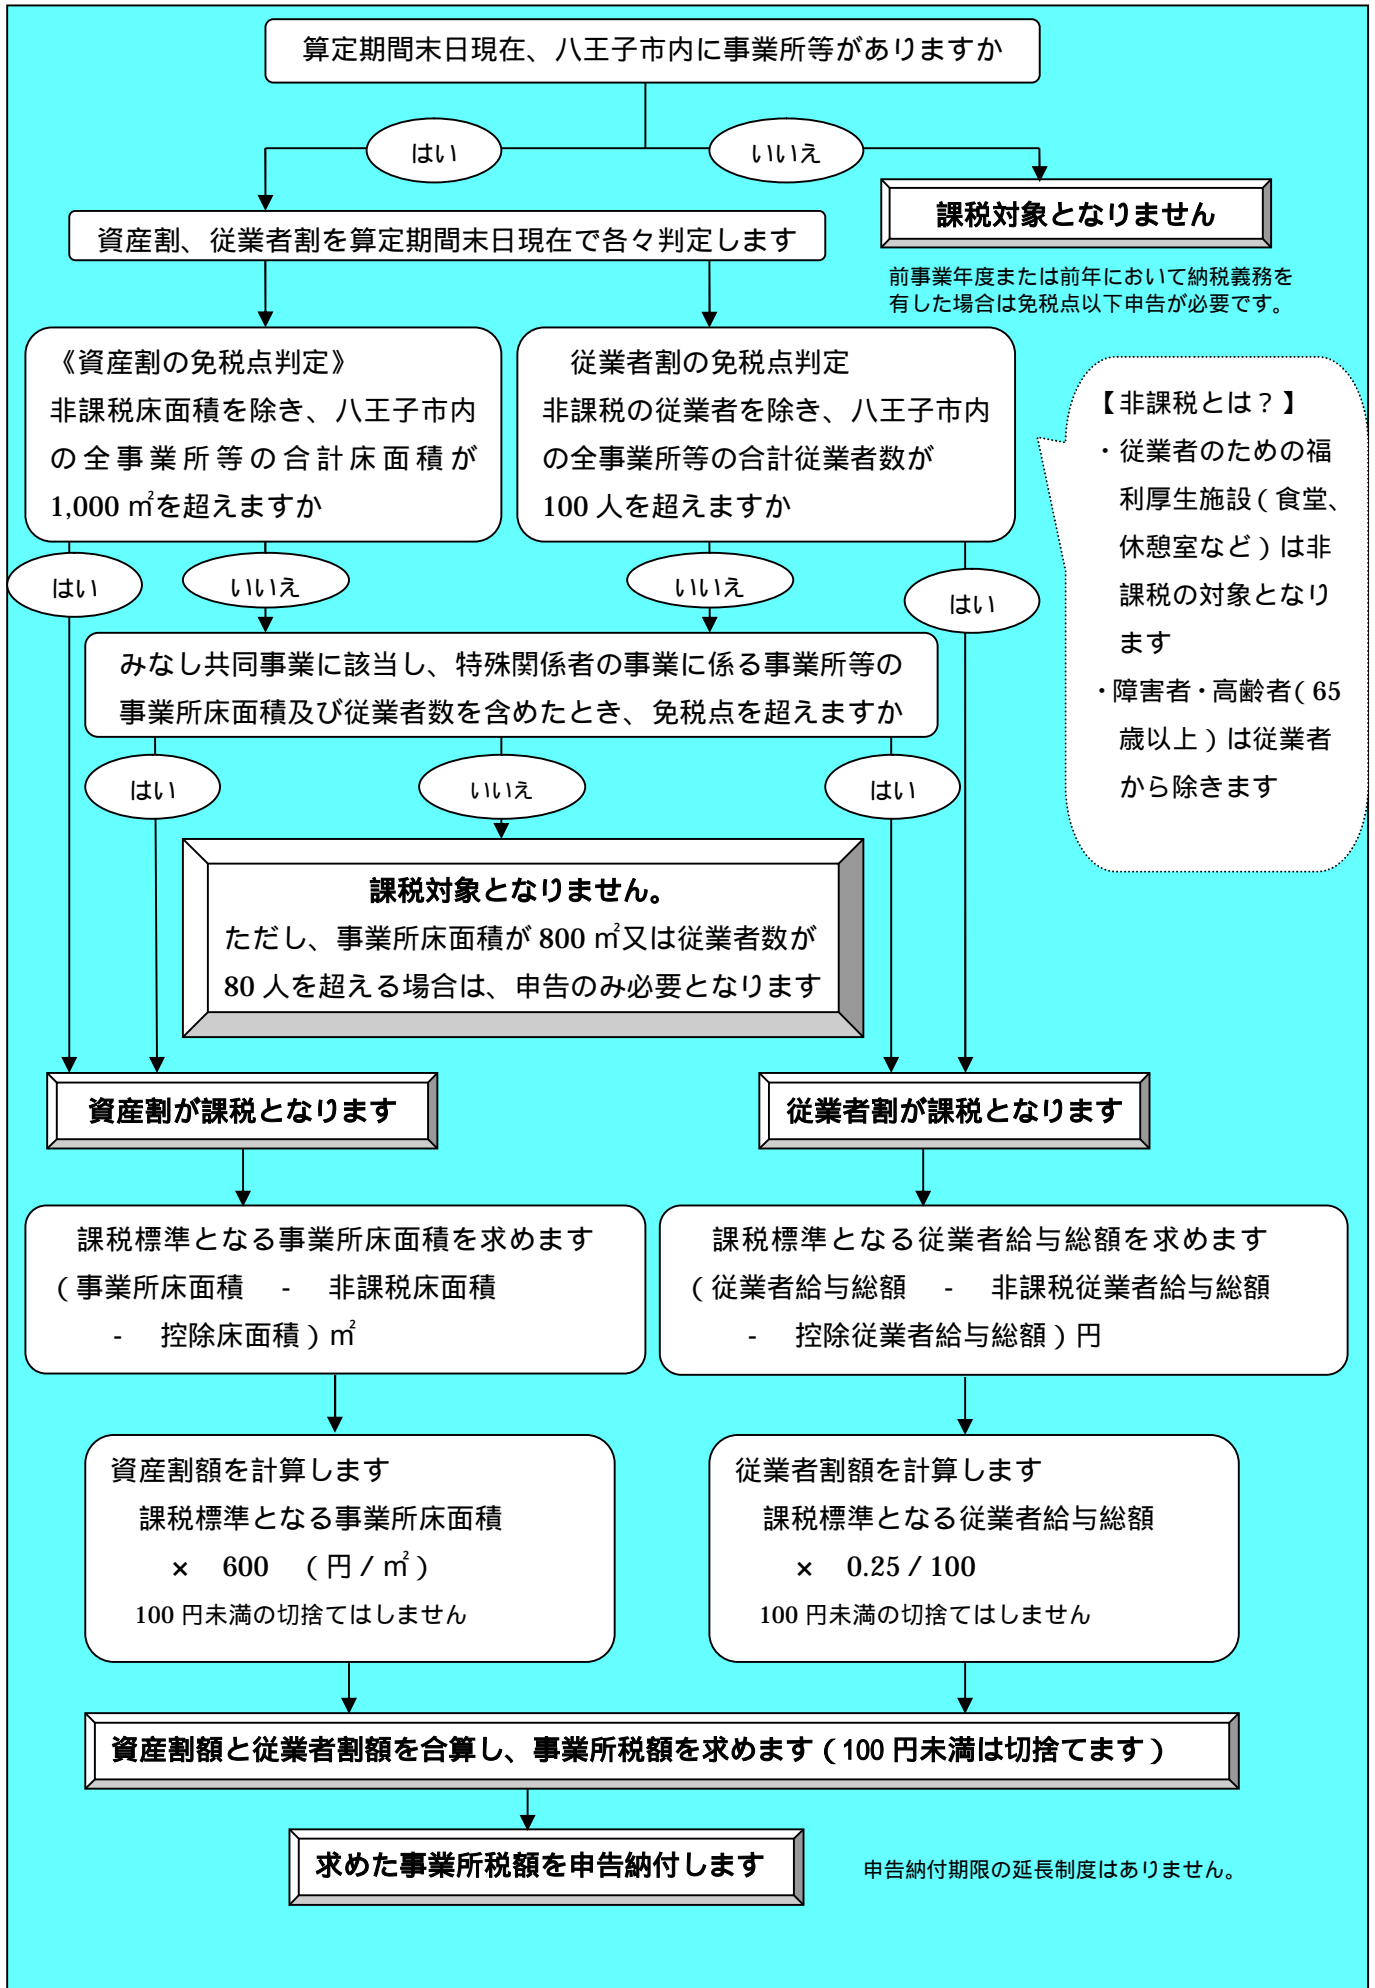 算定期間末日現在、八王子市内に事業所等がありますか
はい
いいえ
課税対象となりません
前事業年度または前年において納税義務を
有した場合は免税点以下申告が必要です。
資産割、従業者割を算定期間末日現在で各々判定します
《資産割の免税点判定》
非課税床面積を除き、八王子市内
の全事業所等の合計床面積が
1,000 ㎡を超えますか
従業者割の免税点判定
非課税の従業者を除き、八王子市内
の全事業所等の合計従業者数が
100 人を超えますか
【非課税とは？】
・従業者のための福
利厚生施設（食堂、
休憩室など）は非
課税の対象となり
ます
・障害者・高齢者（65
歳以上）は従業者
から除きます
はい
いいえ
いいえ
はい
みなし共同事業に該当し、特殊関係者の事業に係る事業所等の
事業所床面積及び従業者数を含めたとき、免税点を超えますか
はい
いいえ
はい
課税対象となりません。
ただし、事業所床面積が 800 ㎡又は従業者数が
80 人を超える場合は、申告のみ必要となります
資産割が課税となります
従業者割が課税となります
課税標準となる事業所床面積を求めます
（事業所床面積 - 非課税床面積
- 控除床面積）㎡
課税標準となる従業者給与総額を求めます
（従業者給与総額 - 非課税従業者給与総額
- 控除従業者給与総額）円
資産割額を計算します
課税標準となる事業所床面積
× 600 （円／㎡）
100 円未満の切捨てはしません
従業者割額を計算します
課税標準となる従業者給与総額
× 0.25／100
100 円未満の切捨てはしません
資産割額と従業者割額を合算し、事業所税額を求めます（100 円未満は切捨てます）
求めた事業所税額を申告納付します
申告納付期限の延長制度はありません。